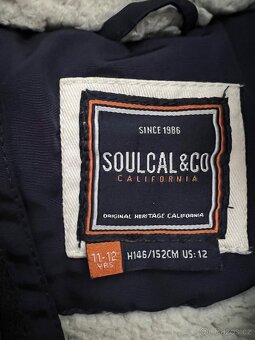 SINCE 1986
SOULCAL&CO
CALIFORNIA
ORIGINAL HERITAGE CALIFORNIA
11-12 YRS
H146/152CM US: 12